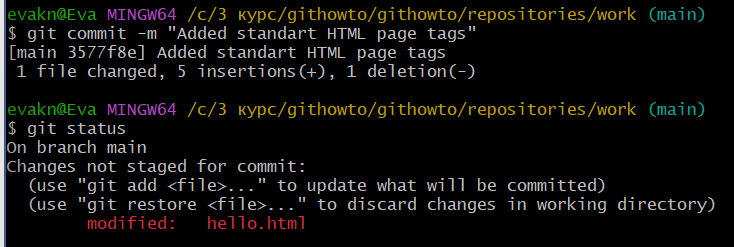 evakn@Eva MINGW64 /c/3 курс/githowto/githowto/repositories/work (main)
$ git commit -m "Added standart HTML page tags"
[main 3577f8e] Added standart HTML page tags
 1 file changed, 5 insertions(+), 1 deletion(-)
evakn@Eva MINGW64 /c/3 курс/githowto/githowto/repositories/work (main)
$ git status
On branch main
Changes not staged for commit:
  (use "git add <file>..." to update what will be committed)
  (use "git restore <file>..." to discard changes in working directory)
        modified:   hello.html